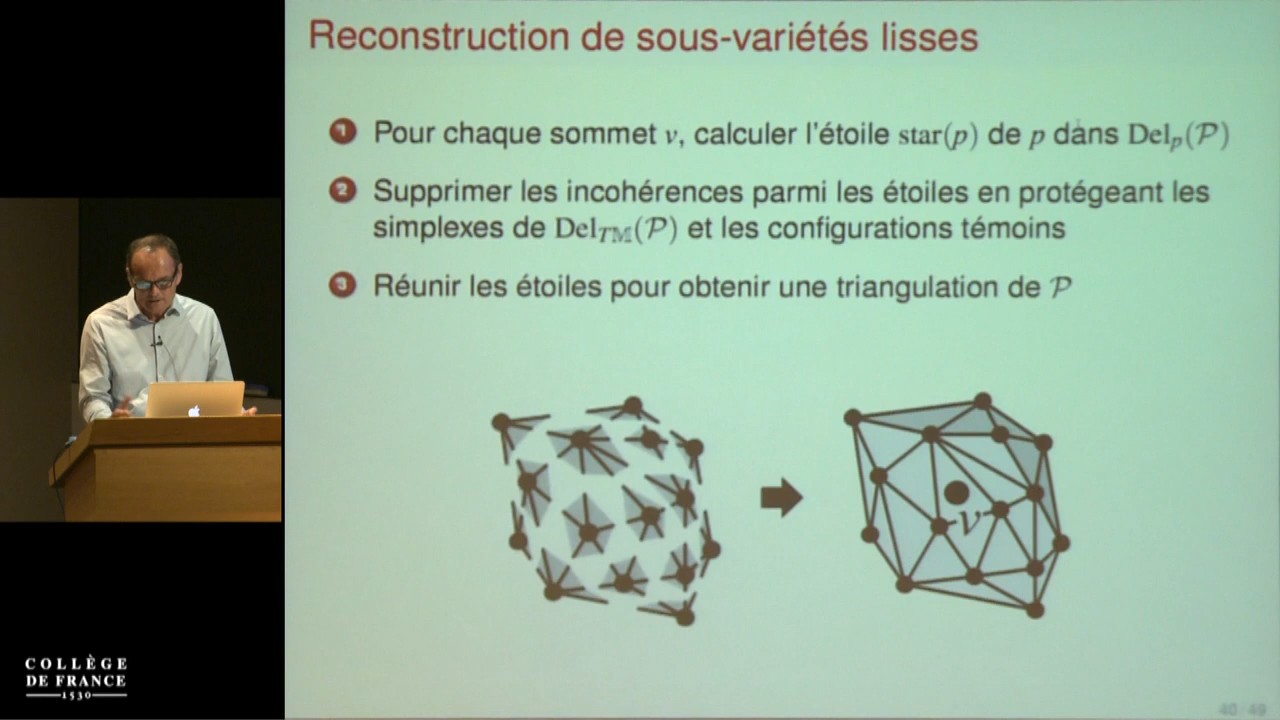 Reconstruction de sous-variétés lisses
1 Pour chaque sommet v, calculer l'étoile star(p) de p dans Del_p(P)
2 Supprimer les incohérences parmi les étoiles en protégeant les
simplexes de Del_TM(P) et les configurations témoins
3 Réunir les étoiles pour obtenir une triangulation de P
v
COLLÈGE
DE FRANCE
1530
40 / 49